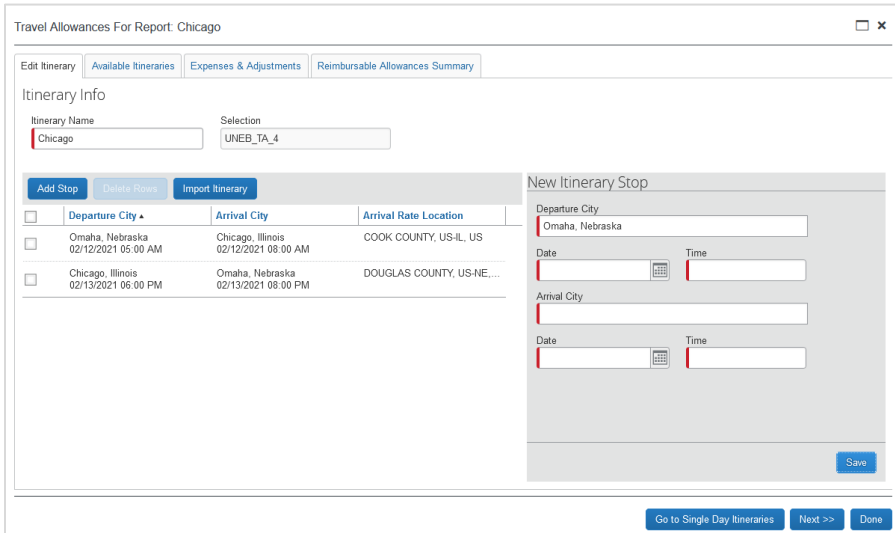 Travel Allowances For Report: Chicago
Edit Itinerary Available Itineraries Expenses & Adjustments Reimbursable Allowances Summary
Itinerary Info
Itinerary Name Selection
Chicago UNEB_TA_4
Add Stop Delete Rows Import Itinerary
Departure City Arrival City Arrival Rate Location
Omaha, Nebraska Chicago, Illinois COOK COUNTY, US-IL, US
02/12/2021 05:00 AM 02/12/2021 08:00 AM
Chicago, Illinois Omaha, Nebraska DOUGLAS COUNTY, US-NE,...
02/13/2021 06:00 PM 02/13/2021 08:00 PM
New Itinerary Stop
Departure City
Omaha, Nebraska
Date Time
Arrival City
Date Time
Save
Go to Single Day Itineraries Next >> Done